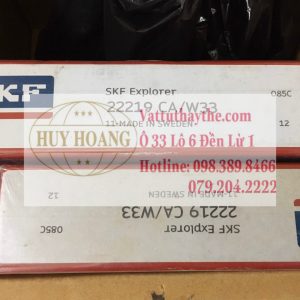 SKF
SKF Explorer
085C
22219 CA/W33
11-MADE IN SWEDEN
12
Vattuthaythe.com
HUY HOANG
Ô 33 Lô 6 Đền Lừ 1
Hotline: 098.389.8466
079.204.2222
12
11-MADE IN SWEDEN
22219 CA/W33
085C
SKF Explorer